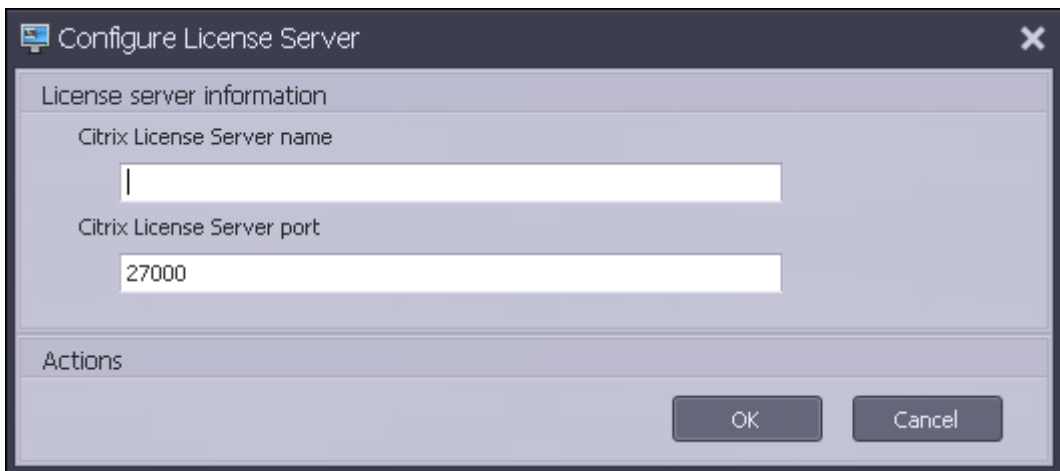 Configure License Server
License server information
Citrix License Server name
Citrix License Server port
27000
Actions
OK Cancel